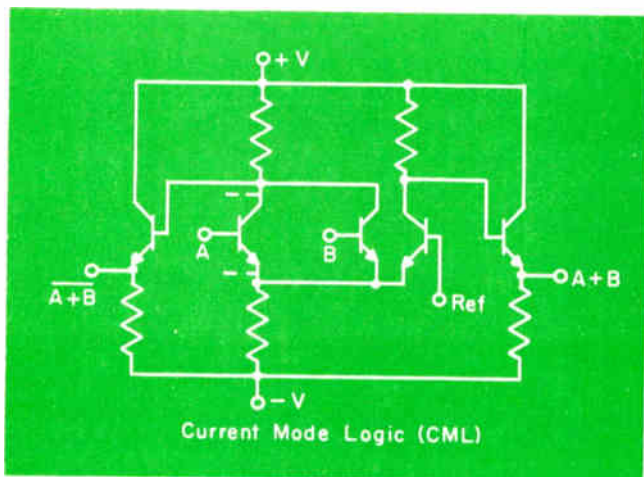 +V
A
B
A+B
Ref
A+B
-V
Current Mode Logic (CML)